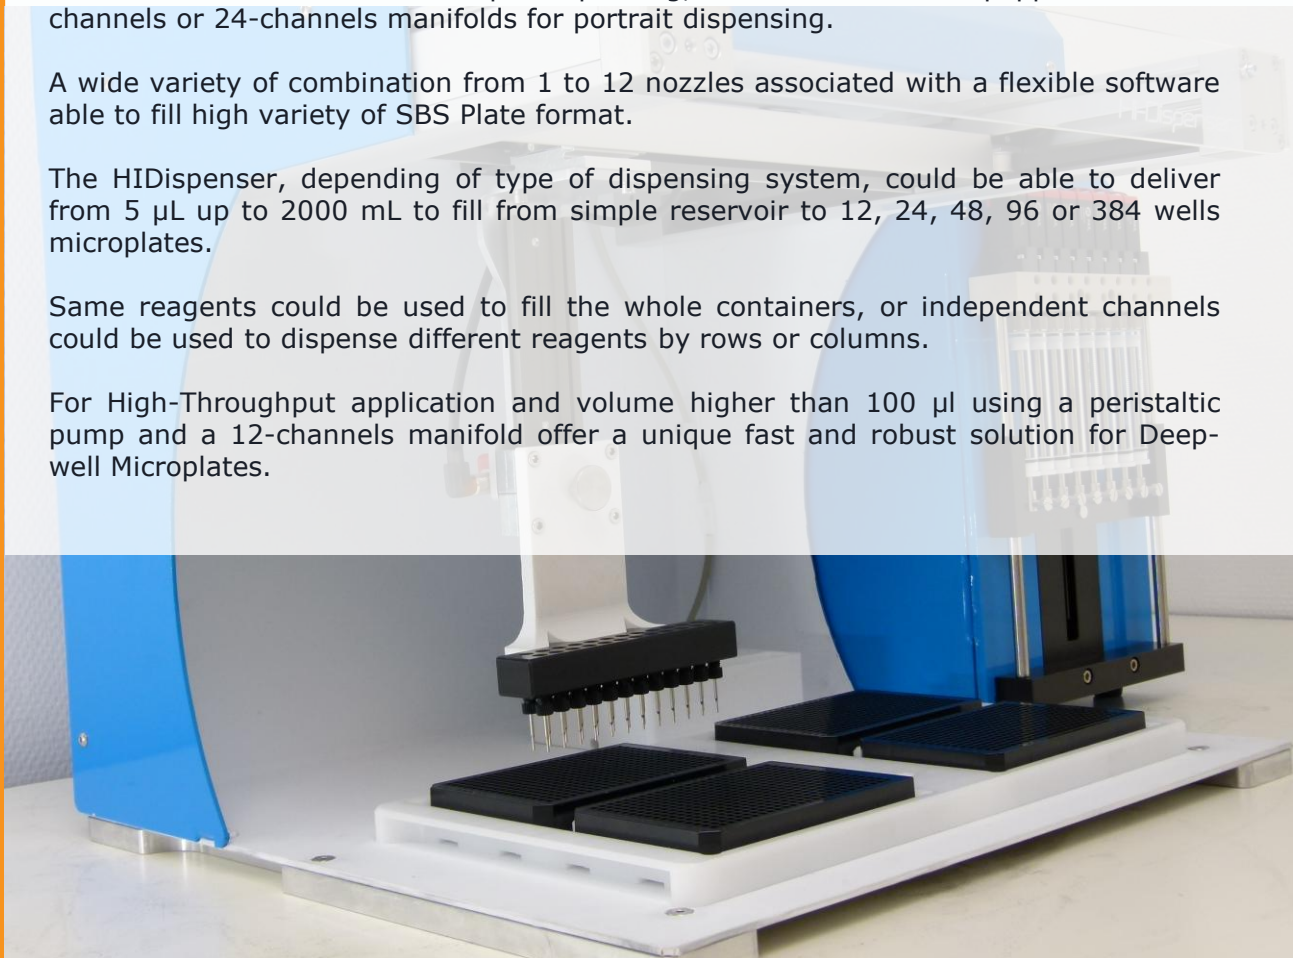 channels or 24-channels manifolds for portrait dispensing.
A wide variety of combination from 1 to 12 nozzles associated with a flexible software
able to fill high variety of SBS Plate format.
The HIDispenser, depending of type of dispensing system, could be able to deliver
from 5 µL up to 2000 mL to fill from simple reservoir to 12, 24, 48, 96 or 384 wells
microplates.
Same reagents could be used to fill the whole containers, or independent channels
could be used to dispense different reagents by rows or columns.
For High-Throughput application and volume higher than 100 µl using a peristaltic
pump and a 12-channels manifold offer a unique fast and robust solution for Deep-
well Microplates.